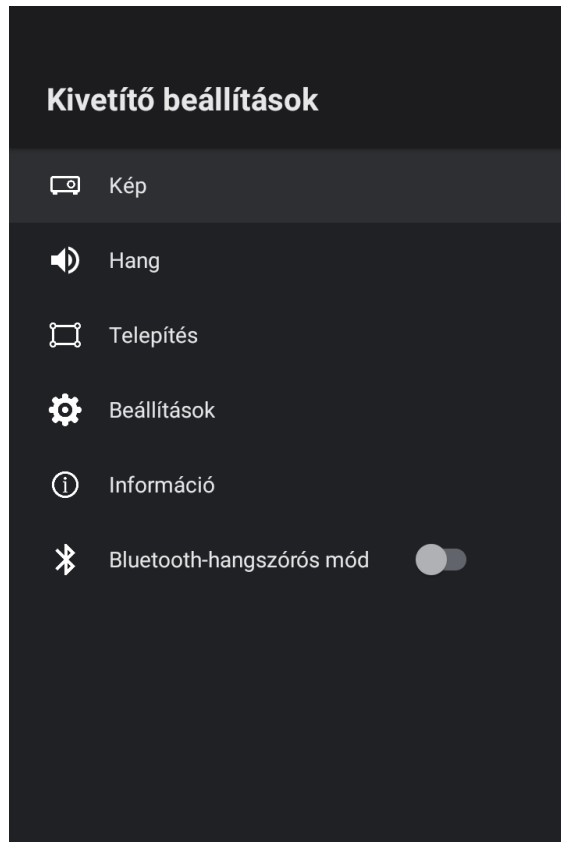 Kivetítő beállítások
Kép
Hang
Telepítés
Beállítások
Információ
Bluetooth-hangszórós mód